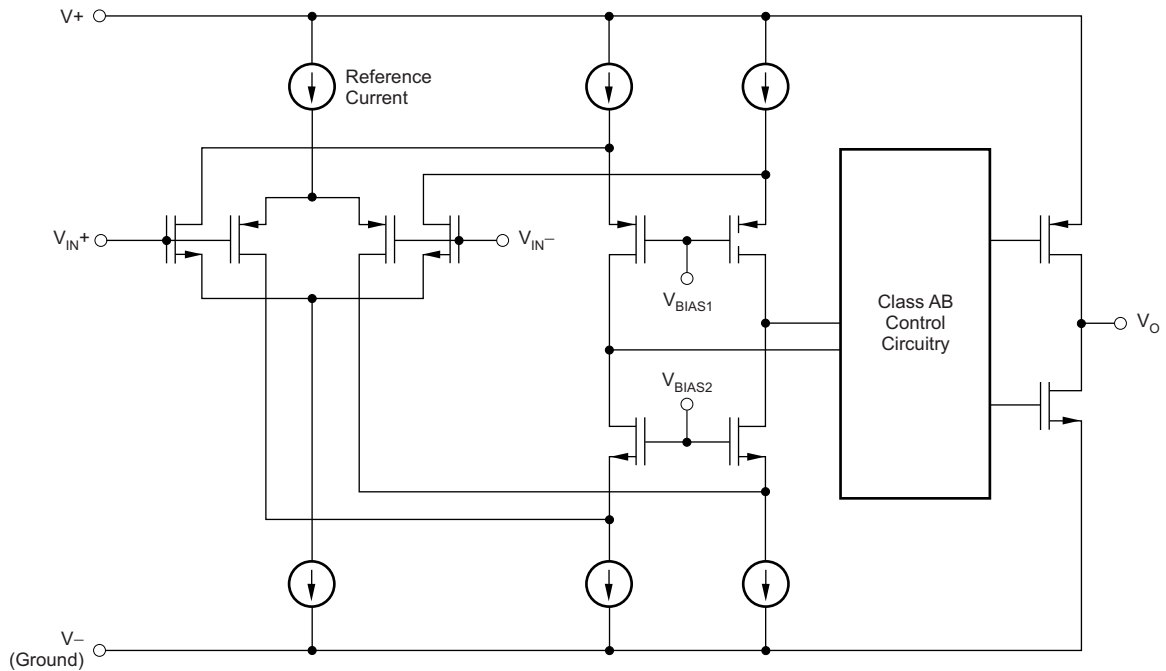 V+
Reference
Current
VIN+
VIN−
VBIAS1
VBIAS2
Class AB
Control
Circuitry
VO
V−
(Ground)